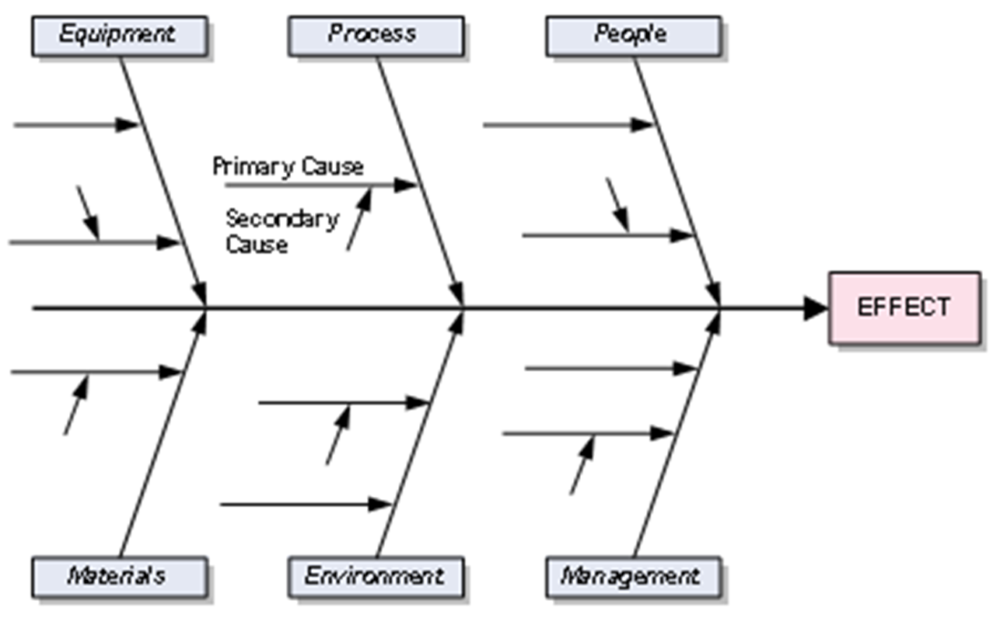 Equipment
Process
People
Primary Cause
Secondary
Cause
EFFECT
Materials
Environment
Management